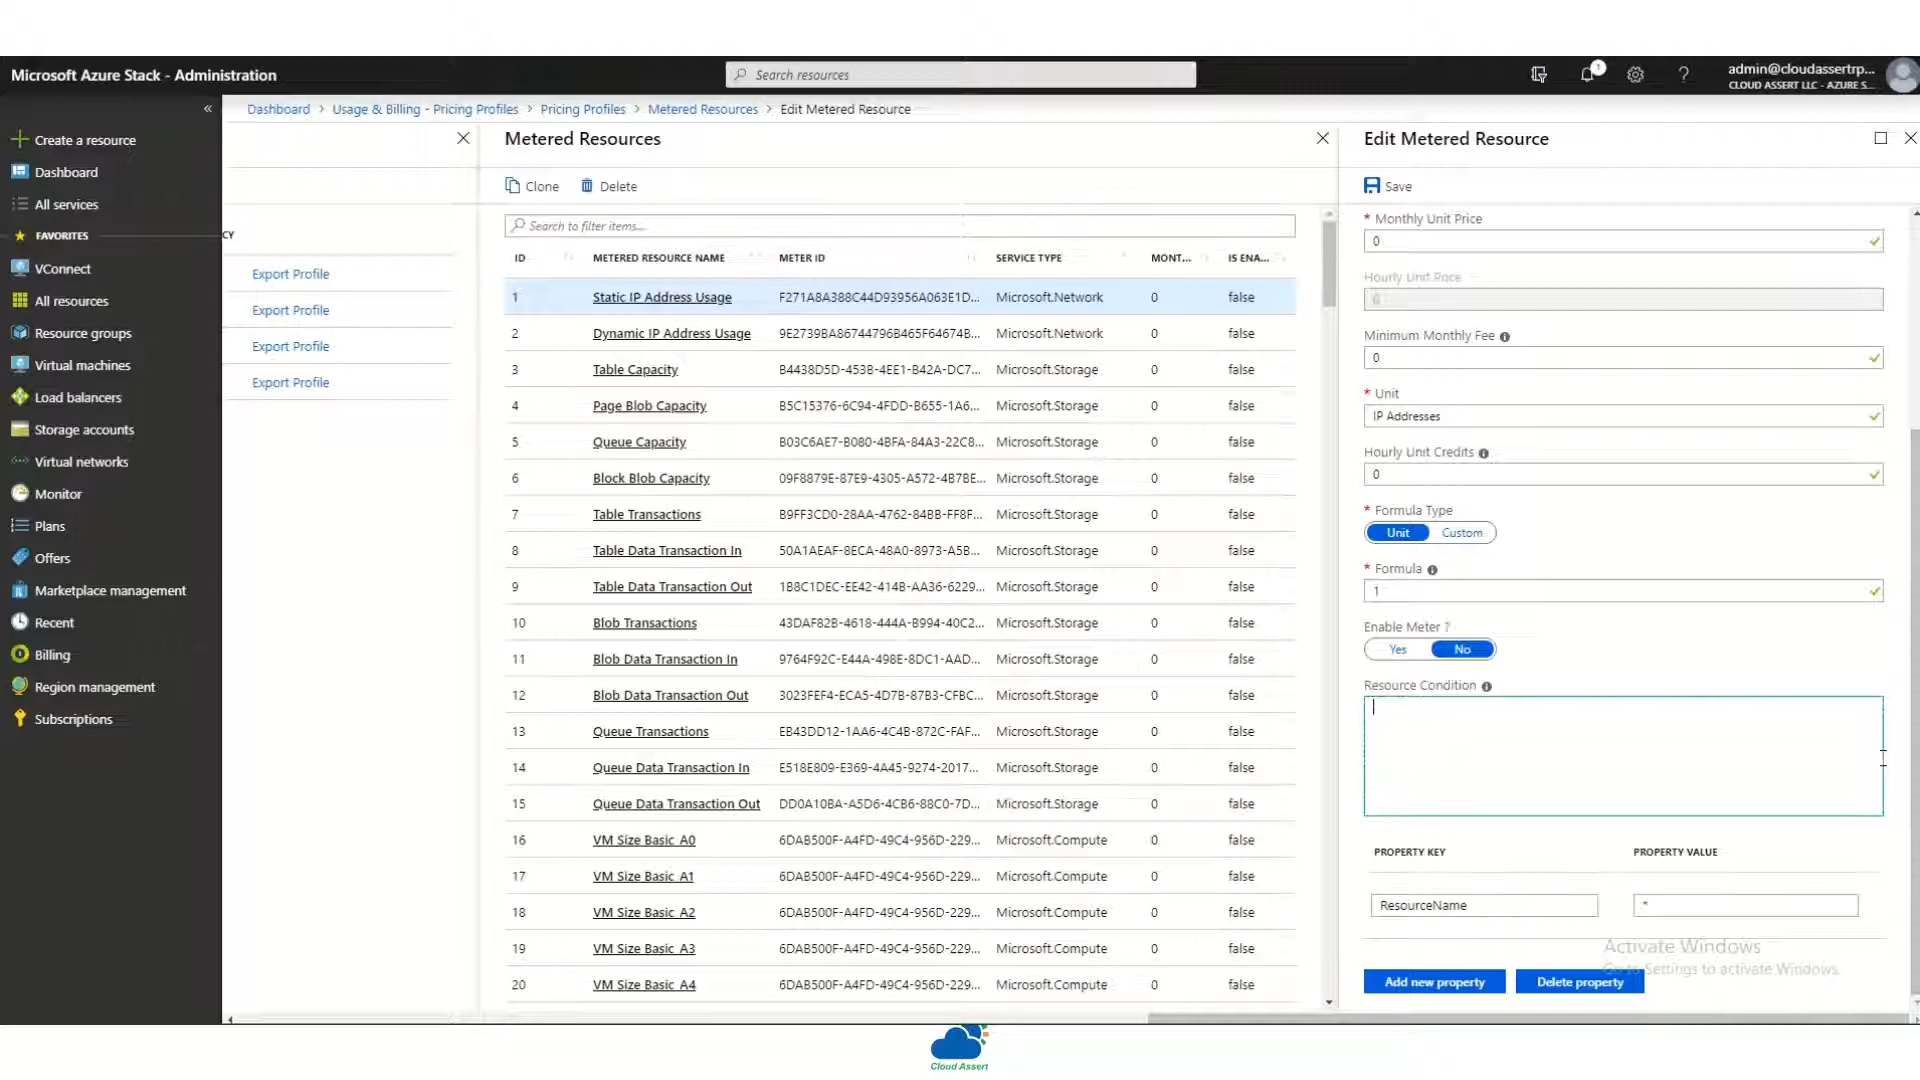 Microsoft Azure Stack - Administration
Search resources
1
admin@cloudassertrp...
CLOUD ASSERT LLC - AZURE S...
Dashboard > Usage & Billing - Pricing Profiles > Pricing Profiles > Metered Resources > Edit Metered Resource
Create a resource
Dashboard
All services
FAVORITES
VConnect
All resources
Resource groups
Virtual machines
Load balancers
Storage accounts
Virtual networks
Monitor
Plans
Offers
Marketplace management
Recent
Billing
Region management
Subscriptions
CY
Export Profile
Export Profile
Export Profile
Export Profile
Metered Resources
Clone
Delete
Search to filter items...
ID METERED RESOURCE NAME METER ID SERVICE TYPE MONT... IS ENA...
1 Static IP Address Usage F271A8A388C44D93956A063E1D... Microsoft.Network 0 false
2 Dynamic IP Address Usage 9E2739BA86744796B465F64674B... Microsoft.Network 0 false
3 Table Capacity B4438D5D-453B-4EE1-B42A-DC7... Microsoft.Storage 0 false
4 Page Blob Capacity B5C15376-6C94-4FDD-B655-1A6... Microsoft.Storage 0 false
5 Queue Capacity B03C6AE7-B080-4BFA-84A3-22C8... Microsoft.Storage 0 false
6 Block Blob Capacity 09F8879E-87E9-4305-A572-4B7BE... Microsoft.Storage 0 false
7 Table Transactions B9FF3CD0-28AA-4762-84BB-FF8F... Microsoft.Storage 0 false
8 Table Data Transaction In 50A1AEAF-8ECA-48A0-8973-A5B... Microsoft.Storage 0 false
9 Table Data Transaction Out 1B8C1DEC-EE42-414B-AA36-6229... Microsoft.Storage 0 false
10 Blob Transactions 43DAF82B-4618-444A-B994-40C2... Microsoft.Storage 0 false
11 Blob Data Transaction In 9764F92C-E44A-498E-8DC1-AAD... Microsoft.Storage 0 false
12 Blob Data Transaction Out 3023FEF4-ECA5-4D7B-87B3-CFBC... Microsoft.Storage 0 false
13 Queue Transactions EB43DD12-1AA6-4C4B-872C-FAF... Microsoft.Storage 0 false
14 Queue Data Transaction In E518E809-E369-4A45-9274-2017... Microsoft.Storage 0 false
15 Queue Data Transaction Out DD0A10BA-A5D6-4CB6-88C0-7D... Microsoft.Storage 0 false
16 VM Size Basic A0 6DAB500F-A4FD-49C4-956D-229... Microsoft.Compute 0 false
17 VM Size Basic A1 6DAB500F-A4FD-49C4-956D-229... Microsoft.Compute 0 false
18 VM Size Basic A2 6DAB500F-A4FD-49C4-956D-229... Microsoft.Compute 0 false
19 VM Size Basic A3 6DAB500F-A4FD-49C4-956D-229... Microsoft.Compute 0 false
20 VM Size Basic A4 6DAB500F-A4FD-49C4-956D-229... Microsoft.Compute 0 false
Edit Metered Resource
Save
* Monthly Unit Price
0
Hourly Unit Price
0
Minimum Monthly Fee
0
* Unit
IP Addresses
Hourly Unit Credits
0
* Formula Type
Unit Custom
* Formula
1
Enable Meter ?
Yes No
Resource Condition
PROPERTY KEY PROPERTY VALUE
ResourceName *
Activate Windows
Go to Settings to activate Windows.
Add new property Delete property
Cloud Assert